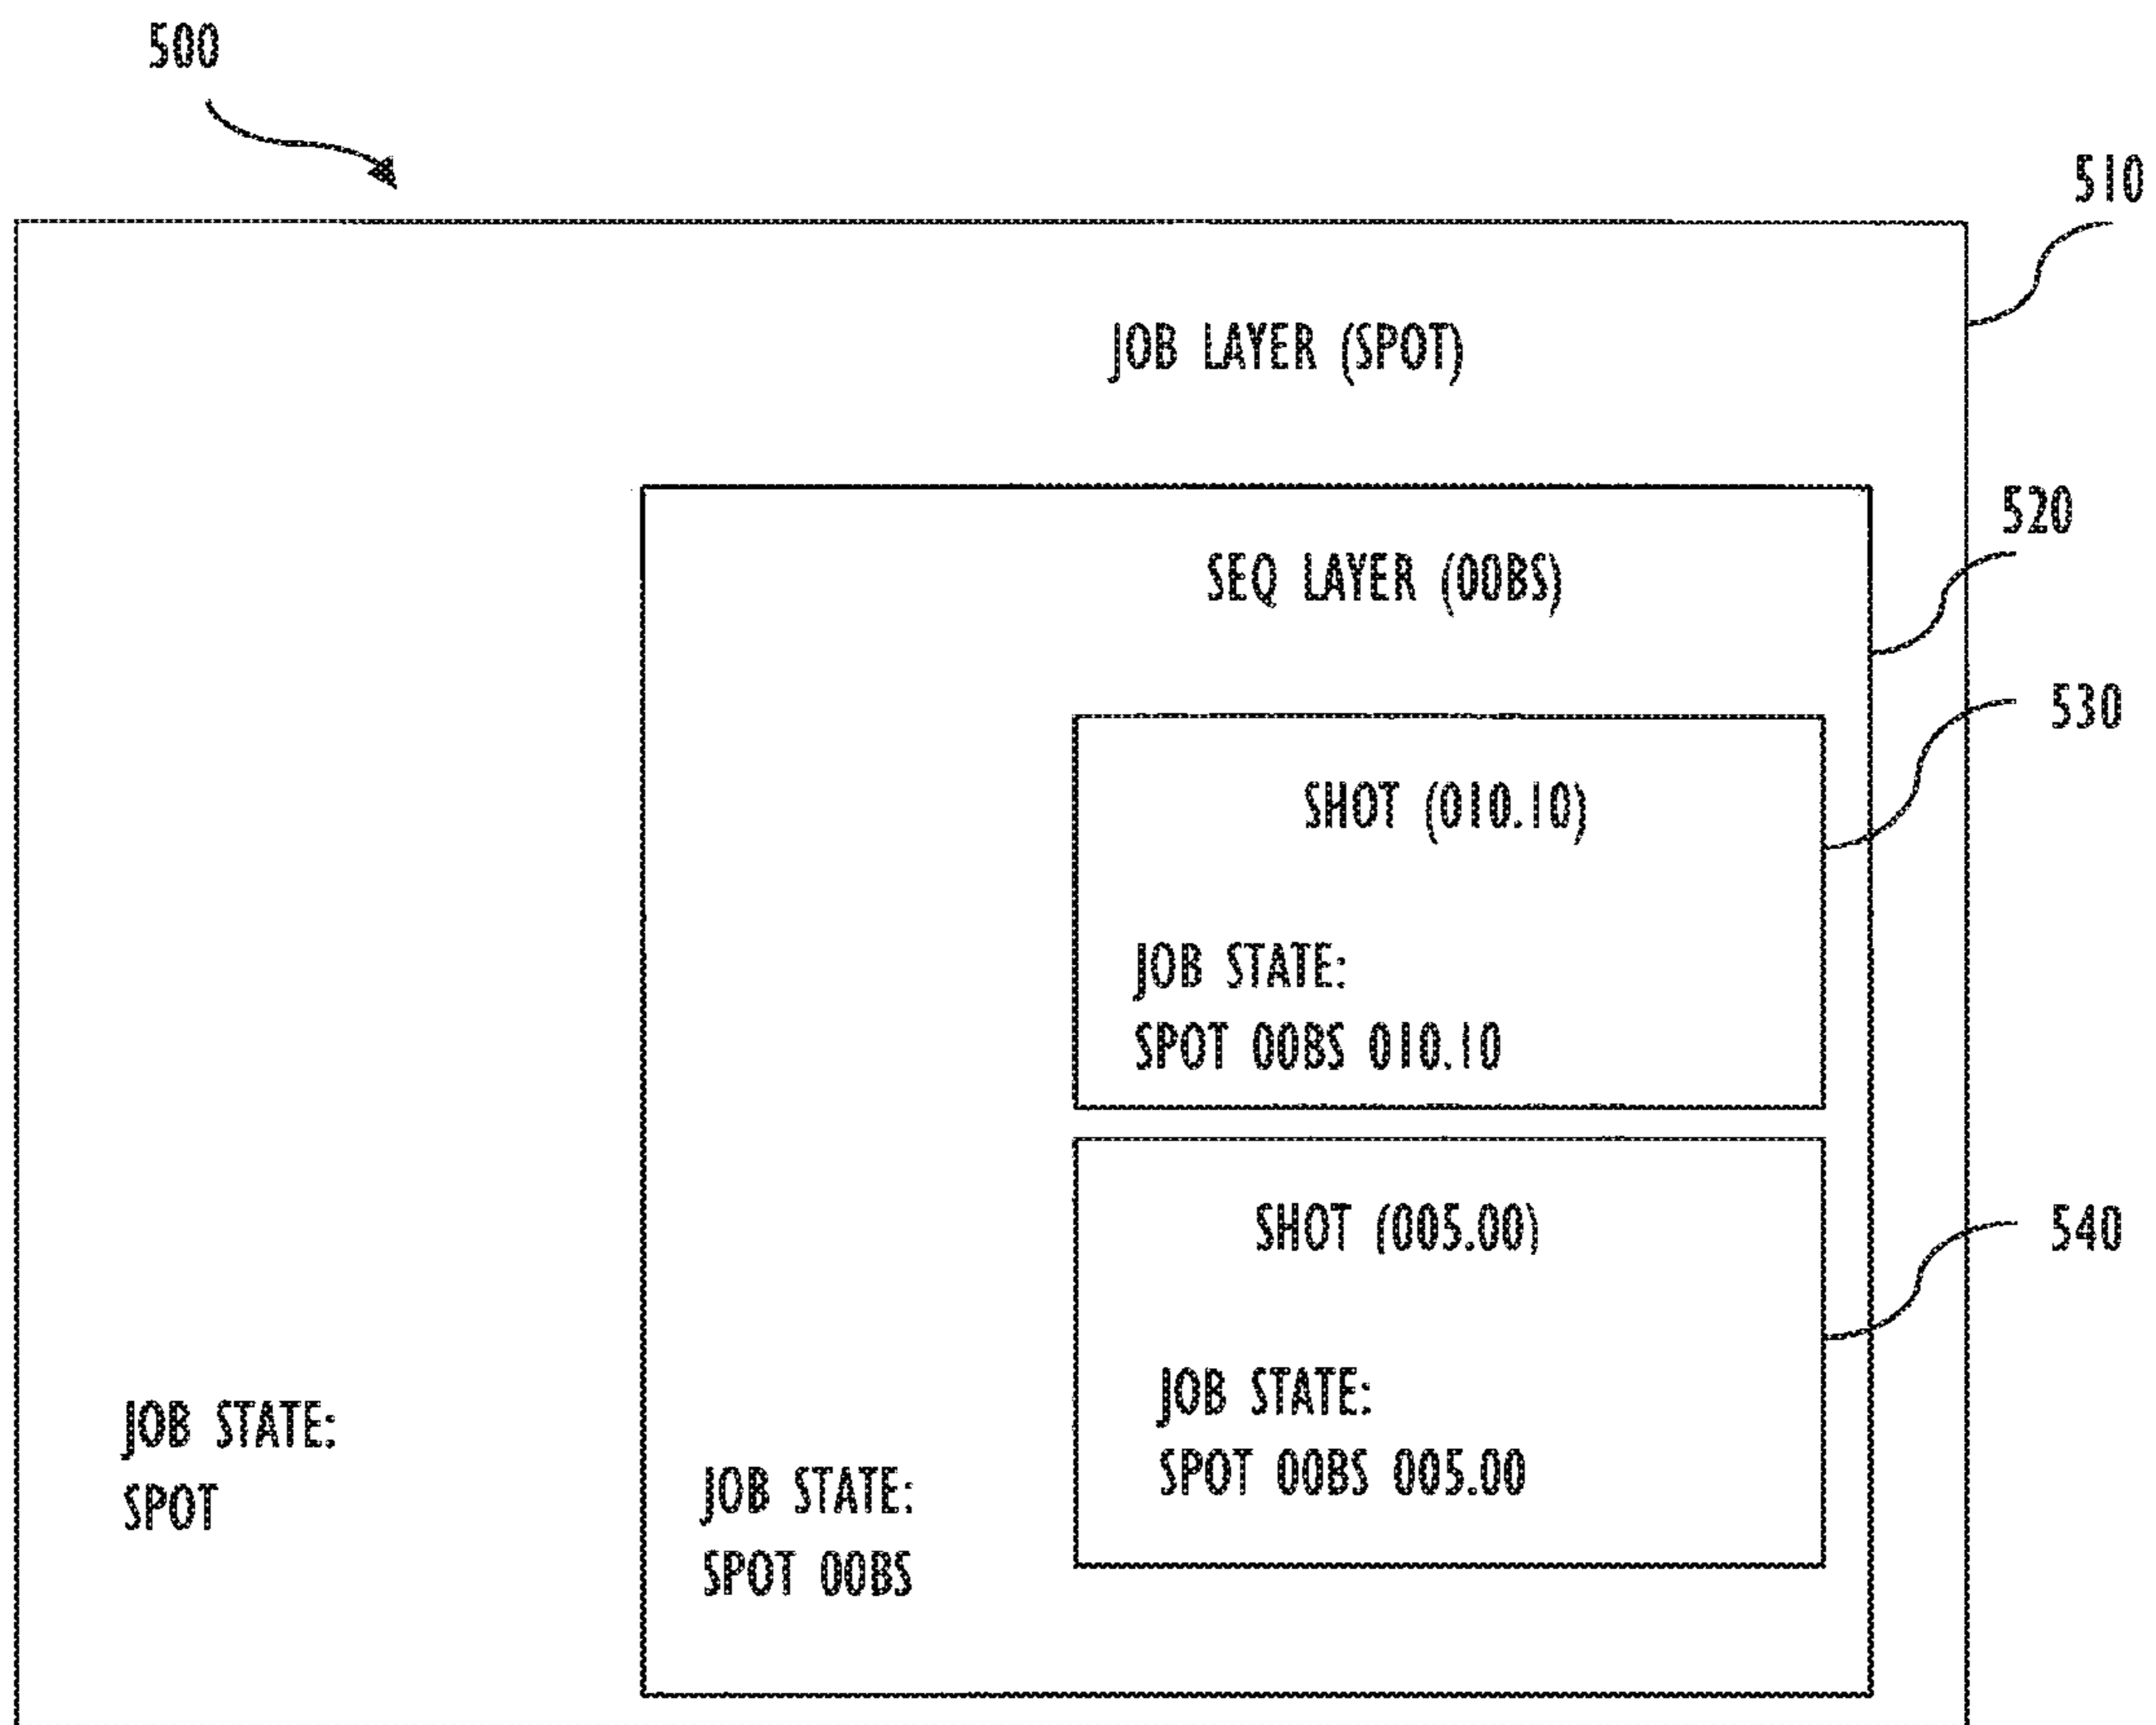 500
510
JOB LAYER (SPOT)
520
SEQ LAYER (00BS)
530
SHOT (010.10)
JOB STATE:
SPOT 00BS 010.10
540
SHOT (005.00)
JOB STATE:
SPOT 00BS 005.00
JOB STATE:
SPOT
JOB STATE:
SPOT 00BS